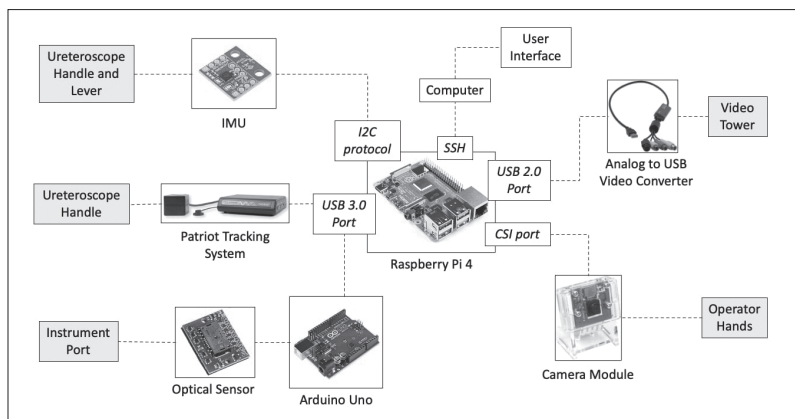 Ureteroscope
Handle and
Lever
IMU
I2C
protocol
User
Interface
Computer
SSH
USB 2.0
Port
Analog to USB
Video Converter
Video
Tower
Ureteroscope
Handle
Patriot Tracking
System
USB 3.0
Port
Raspberry Pi 4
CSI port
Instrument
Port
Optical Sensor
Arduino Uno
Camera Module
Operator
Hands